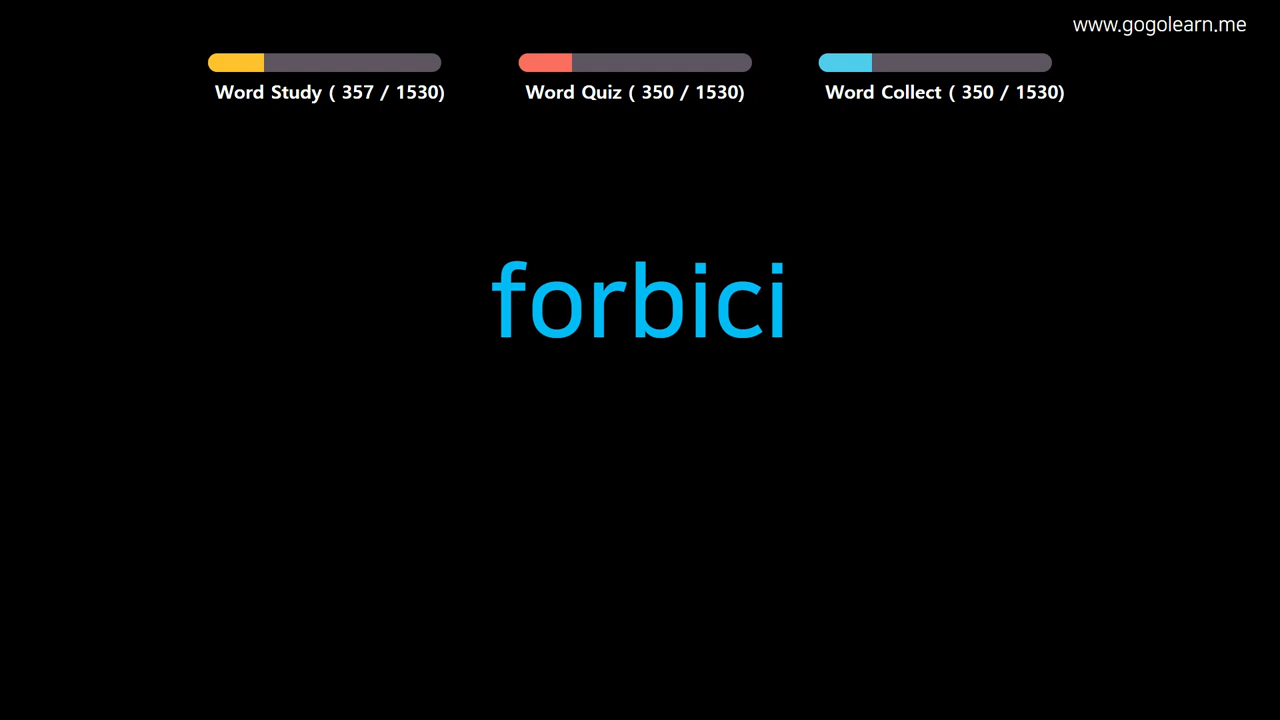 www.gogolearn.me
Word Study ( 357 / 1530)
Word Quiz ( 350 / 1530)
Word Collect ( 350 / 1530)
forbici